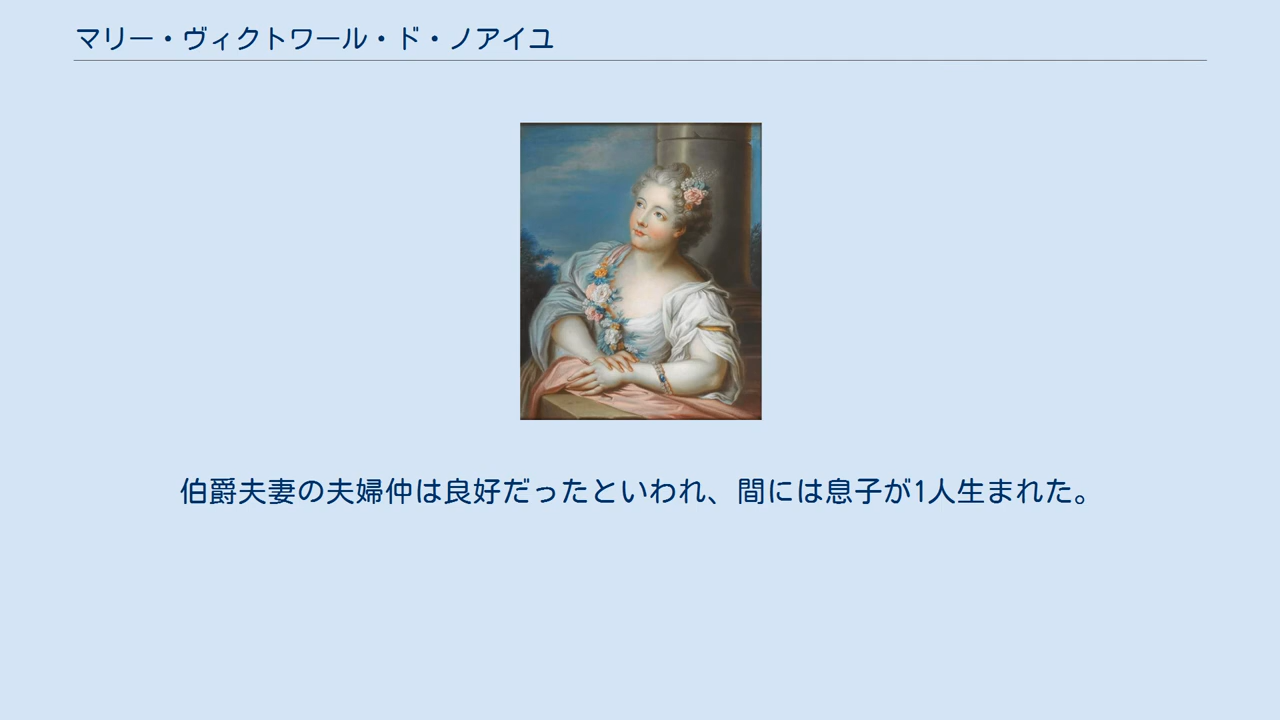 マリー・ヴィクトワール・ド・ノアイユ
伯爵夫妻の夫婦仲は良好だったといわれ、間には息子が1人生まれた。